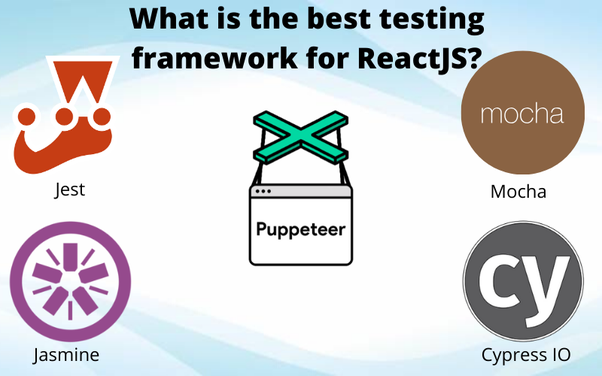 What is the best testing
framework for ReactJS?
mocha
Jest
Mocha
Puppeteer
cy
Jasmine
Cypress IO